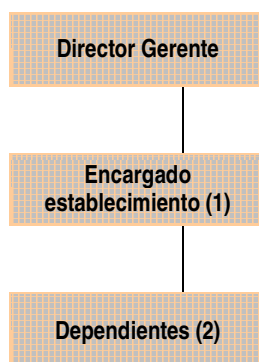 Director Gerente
Encargado
establecimiento (1)
Dependientes (2)